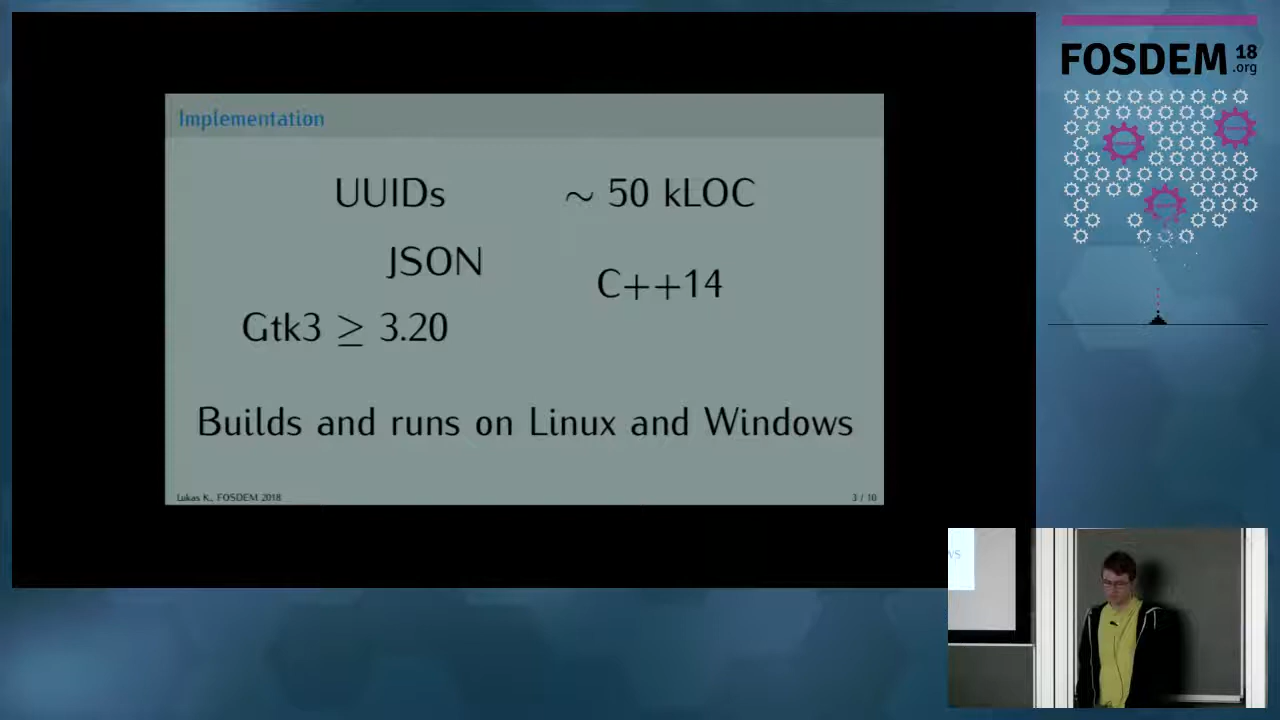 Implementation
UUIDs
~ 50 kLOC
JSON
C++14
Gtk3 ≥ 3.20
Builds and runs on Linux and Windows
Lukas K., FOSDEM 2018
3 / 10
FOSDEM 18
.org
ws